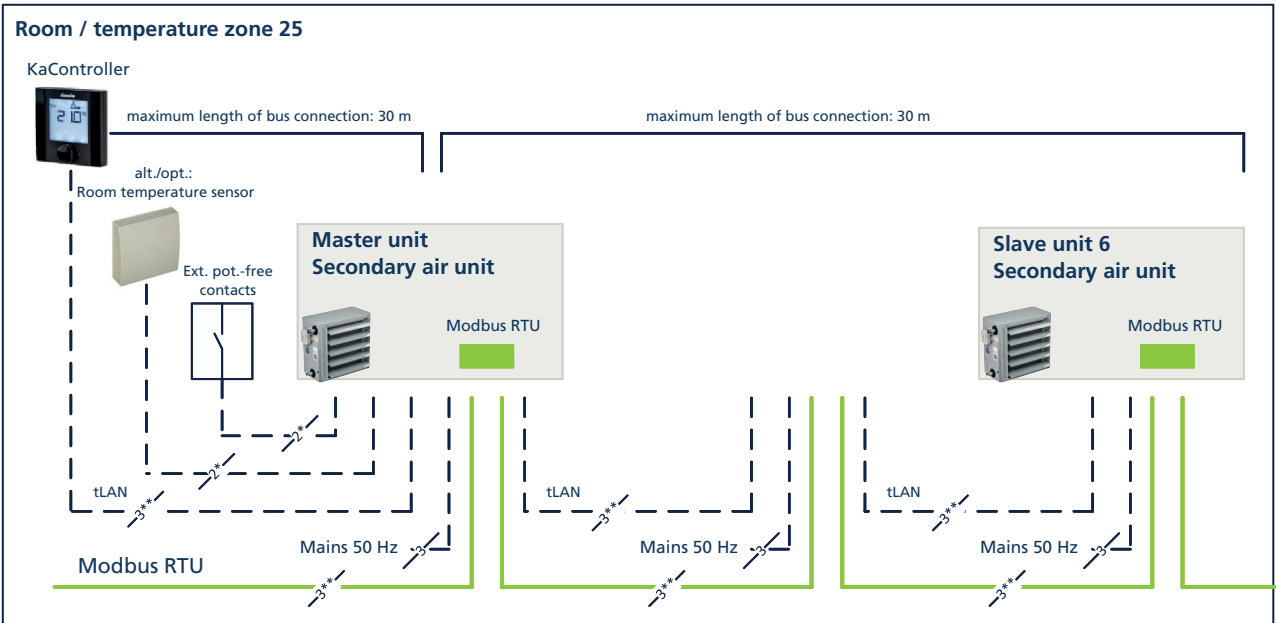 Room / temperature zone 25
KaController
maximum length of bus connection: 30 m
maximum length of bus connection: 30 m
21.0°
alt./opt.:
Room temperature sensor
Ext. pot.-free
contacts
Master unit
Secondary air unit
Modbus RTU
Slave unit 6
Secondary air unit
Modbus RTU
2*
2*
tLAN
3**
tLAN
3**
tLAN
3**
Mains 50 Hz
3
Mains 50 Hz
3
Mains 50 Hz
3
Modbus RTU
3**
3**
3**